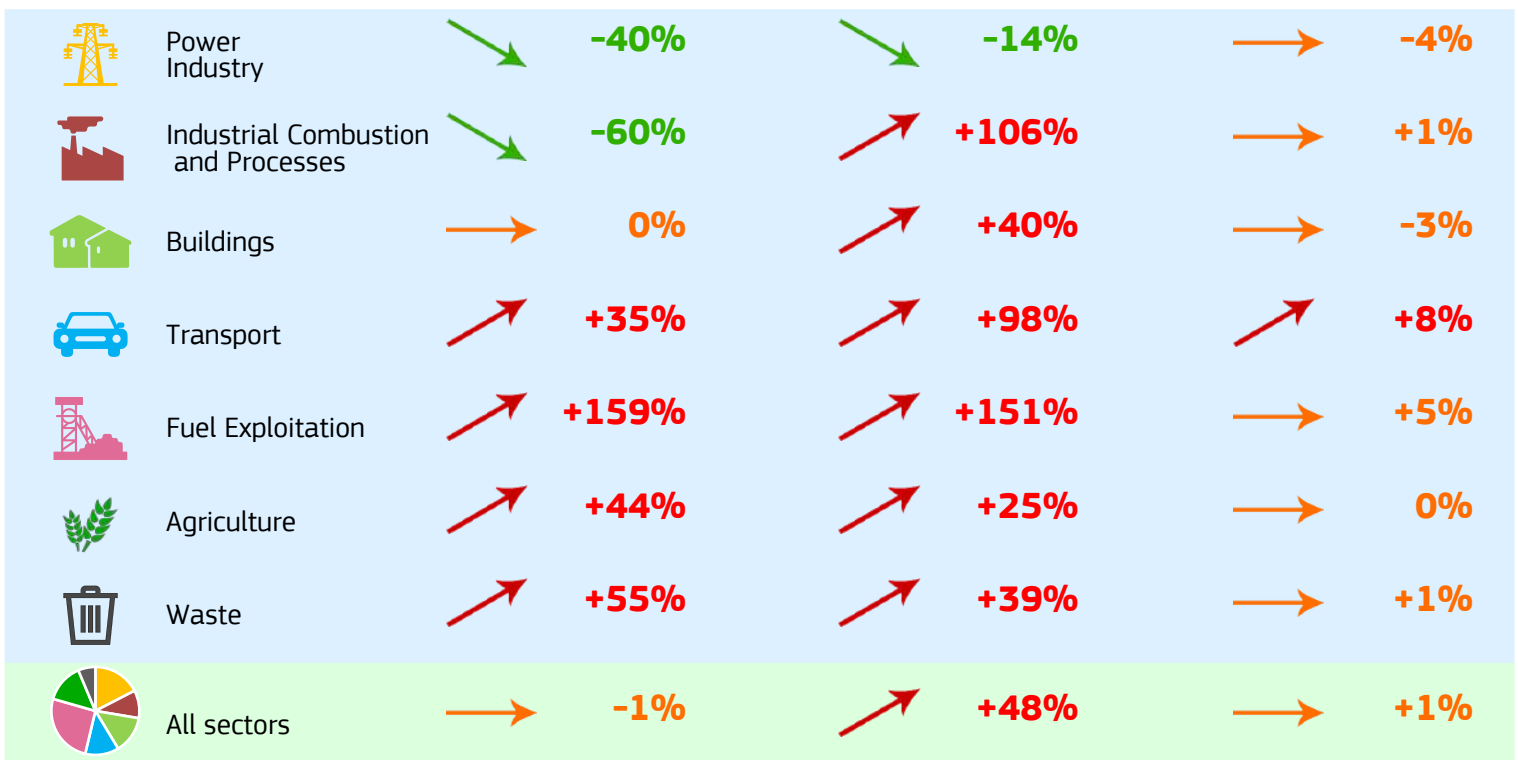 Power
Industry
-40%
-14%
-4%
Industrial Combustion
and Processes
-60%
+106%
+1%
Buildings
0%
+40%
-3%
Transport
+35%
+98%
+8%
Fuel Exploitation
+159%
+151%
+5%
Agriculture
+44%
+25%
0%
Waste
+55%
+39%
+1%
All sectors
-1%
+48%
+1%